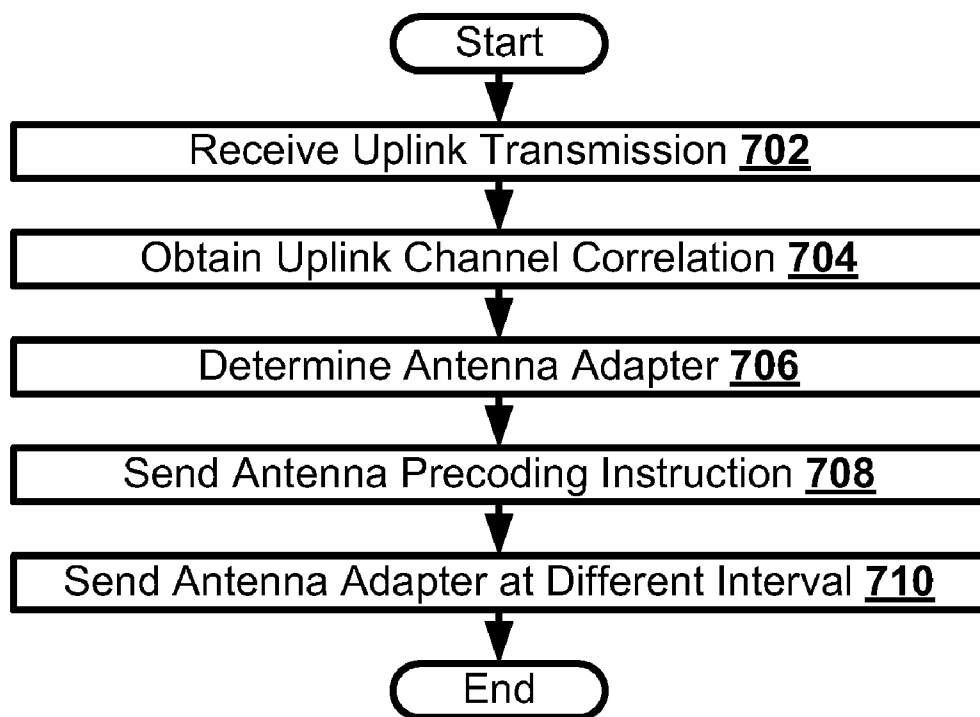 Start
Receive Uplink Transmission 702
Obtain Uplink Channel Correlation 704
Determine Antenna Adapter 706
Send Antenna Precoding Instruction 708
Send Antenna Adapter at Different Interval 710
End